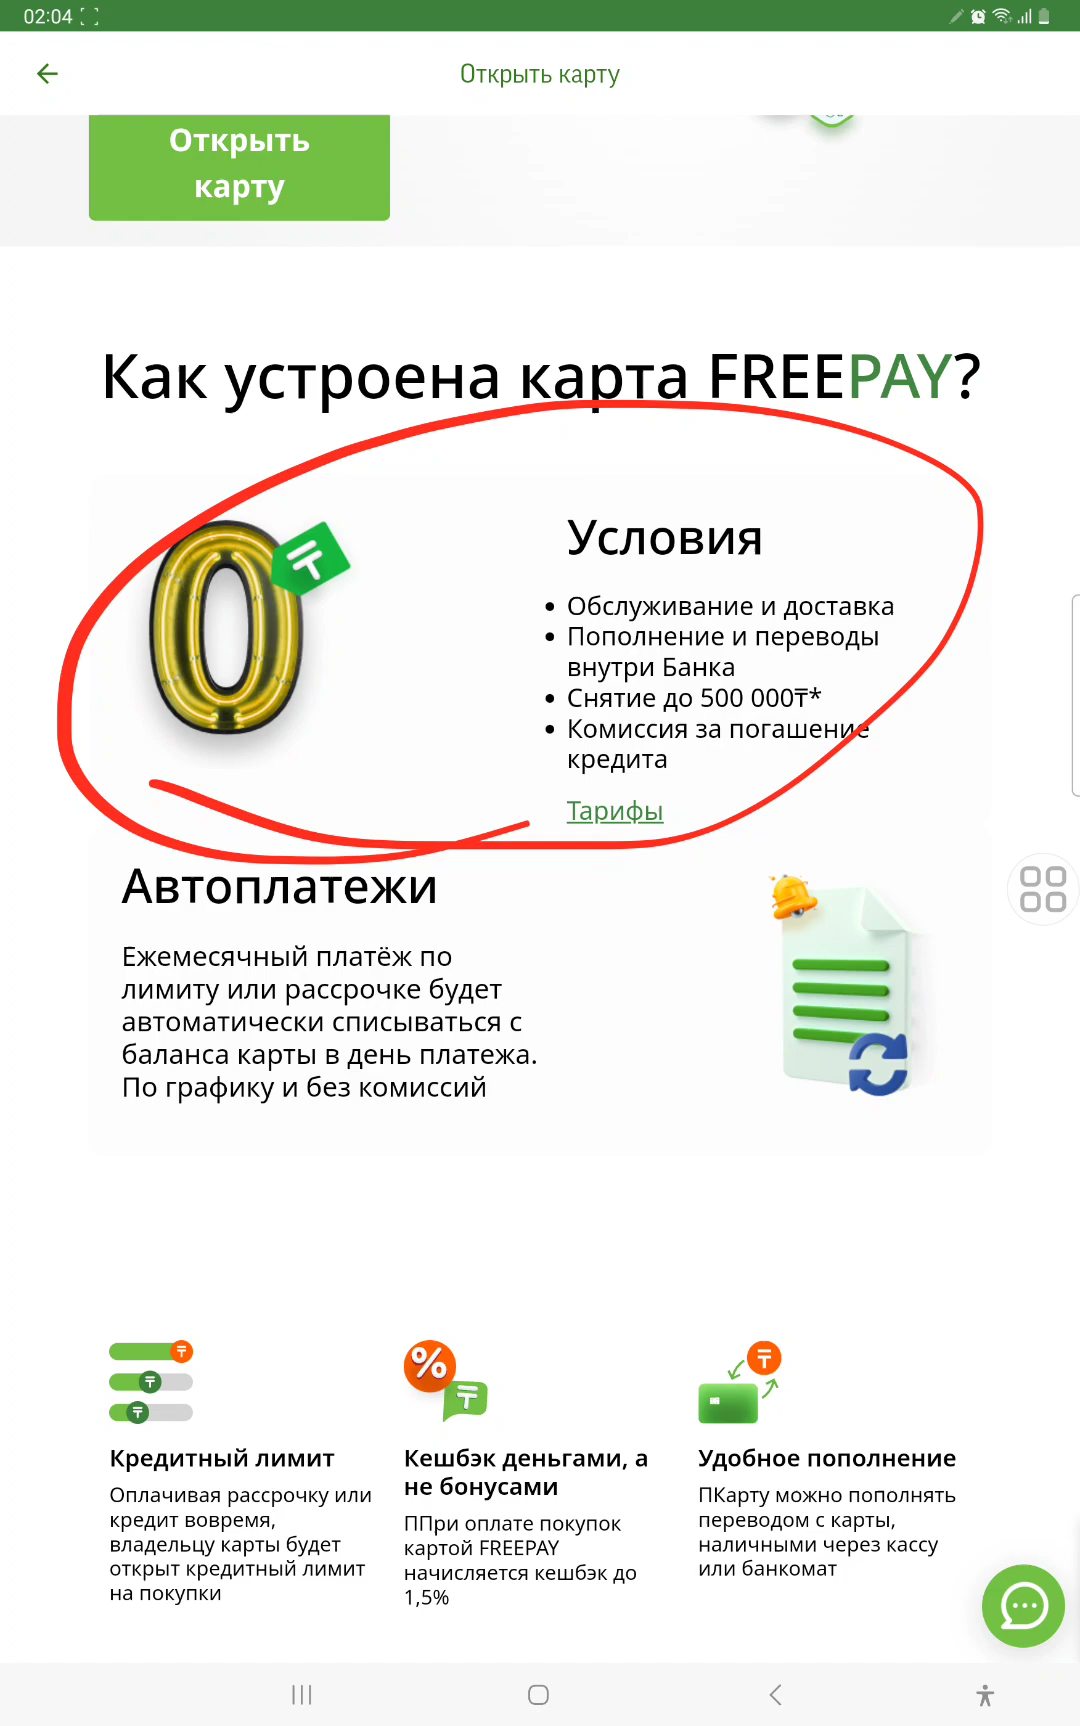 02:04
Открыть карту
Открыть
карту
Как устроена карта FREEPAY?
0 ₸
Условия
• Обслуживание и доставка
• Пополнение и переводы
внутри Банка
• Снятие до 500 000₸*
• Комиссия за погашение
кредита
Тарифы
Автоплатежи
Ежемесячный платёж по
лимиту или рассрочке будет
автоматически списываться с
баланса карты в день платежа.
По графику и без комиссий
Кредитный лимит
Оплачивая рассрочку или
кредит вовремя,
владельцу карты будет
открыт кредитный лимит
на покупки
Кешбэк деньгами, а
не бонусами
ППри оплате покупок
картой FREEPAY
начисляется кешбэк до
1,5%
Удобное пополнение
ПКарту можно пополнять
переводом с карты,
наличными через кассу
или банкомат